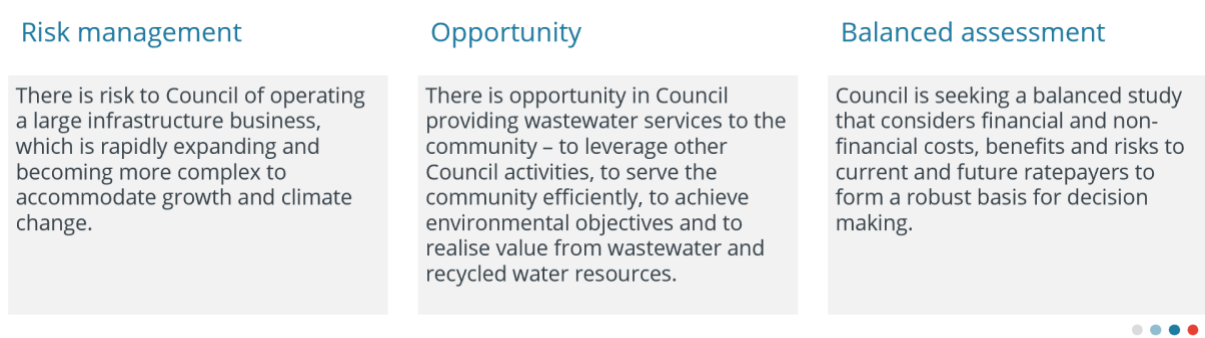 Risk management
There is risk to Council of operating
a large infrastructure business,
which is rapidly expanding and
becoming more complex to
accommodate growth and climate
change.
Opportunity
There is opportunity in Council
providing wastewater services to the
community – to leverage other
Council activities, to serve the
community efficiently, to achieve
environmental objectives and to
realise value from wastewater and
recycled water resources.
Balanced assessment
Council is seeking a balanced study
that considers financial and non-
financial costs, benefits and risks to
current and future ratepayers to
form a robust basis for decision
making.